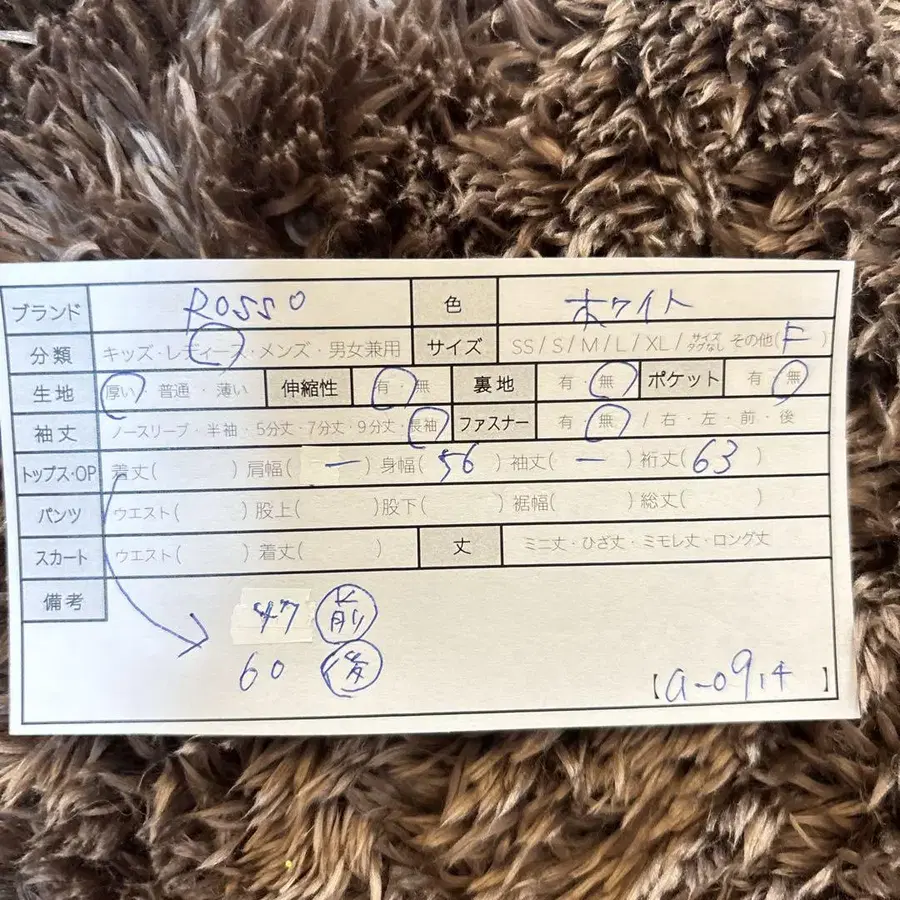 ブランド ROSSO 色 ホワイト
分類 キッズ・レディース・メンズ・男女兼用 サイズ SS / S / M / L / XL / サイズタグなし その他( F )
生地 厚い・普通・薄い 伸縮性 有・無 裏地 有・無 ポケット 有・無
袖丈 ノースリーブ・半袖・5分丈・7分丈・9分丈・長袖 ファスナー 有・無 / 右・左・前・後
トップス・OP 着丈( ) 肩幅( ー ) 身幅( 56 ) 袖丈( ー ) 裄丈( 63 )
パンツ ウエスト( ) 股上( ) 股下( ) 裾幅( ) 総丈( )
スカート ウエスト( ) 着丈( ) 丈 ミニ丈・ひざ丈・ミモレ丈・ロング丈
備考
47 前
60 後
【a-0914 】